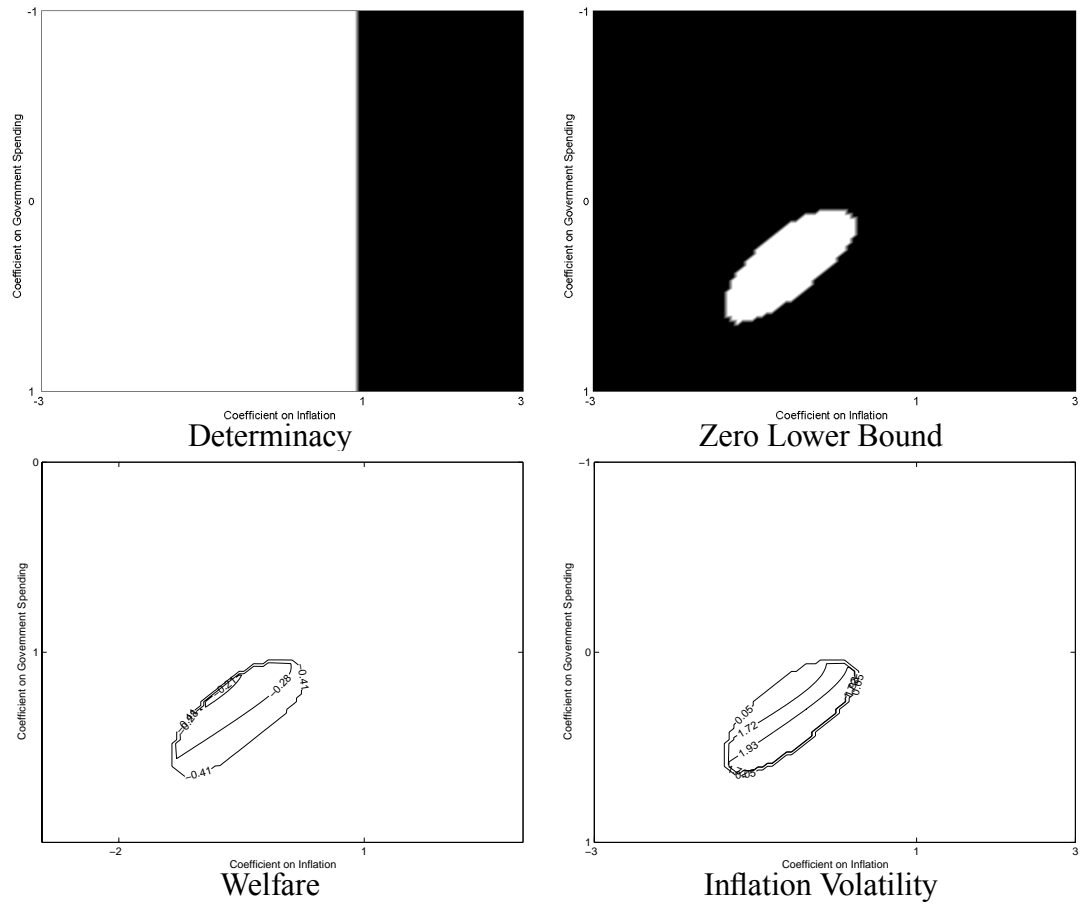 -1
Coefficient on Government Spending
0
1
-3
1
3
Coefficient on Inflation
Determinacy
-1
Coefficient on Government Spending
0
1
-3
1
3
Coefficient on Inflation
Zero Lower Bound
0
Coefficient on Government Spending
1
−0.21
−0.28
−0.41
−0.41
−2
1
Coefficient on Inflation
Welfare
−1
Coefficient on Government Spending
0
1
0.05
1.72
1.93
−3
1
3
Coefficient on Inflation
Inflation Volatility